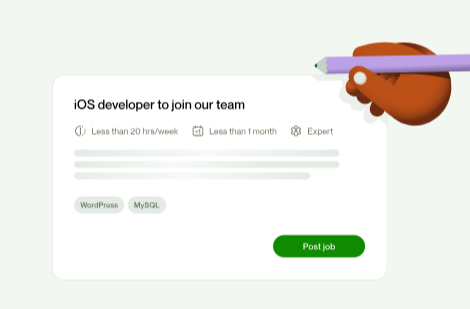 iOS developer to join our team
Less than 20 hrs/week Less than 1 month Expert
WordPress MySQL
Post job